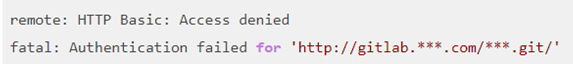 remote: HTTP Basic: Access denied
fatal: Authentication failed for 'http://gitlab.***.com/***.git/'